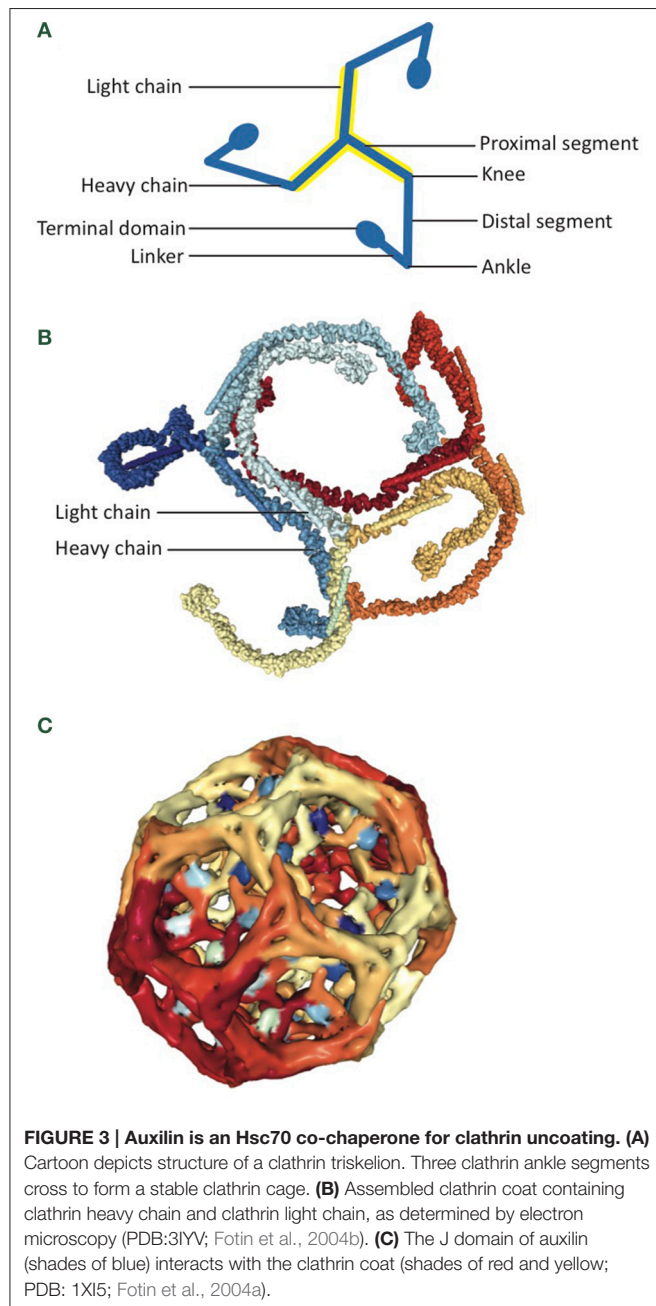 A
Light chain
Proximal segment
Knee
Heavy chain
Terminal domain
Distal segment
Linker
Ankle
B
Light chain
Heavy chain
C
FIGURE 3 | Auxilin is an Hsc70 co-chaperone for clathrin uncoating. (A)
Cartoon depicts structure of a clathrin triskelion. Three clathrin ankle segments
cross to form a stable clathrin cage. (B) Assembled clathrin coat containing
clathrin heavy chain and clathrin light chain, as determined by electron
microscopy (PDB:3IYV; Fotin et al., 2004b). (C) The J domain of auxilin
(shades of blue) interacts with the clathrin coat (shades of red and yellow;
PDB: 1XI5; Fotin et al., 2004a).